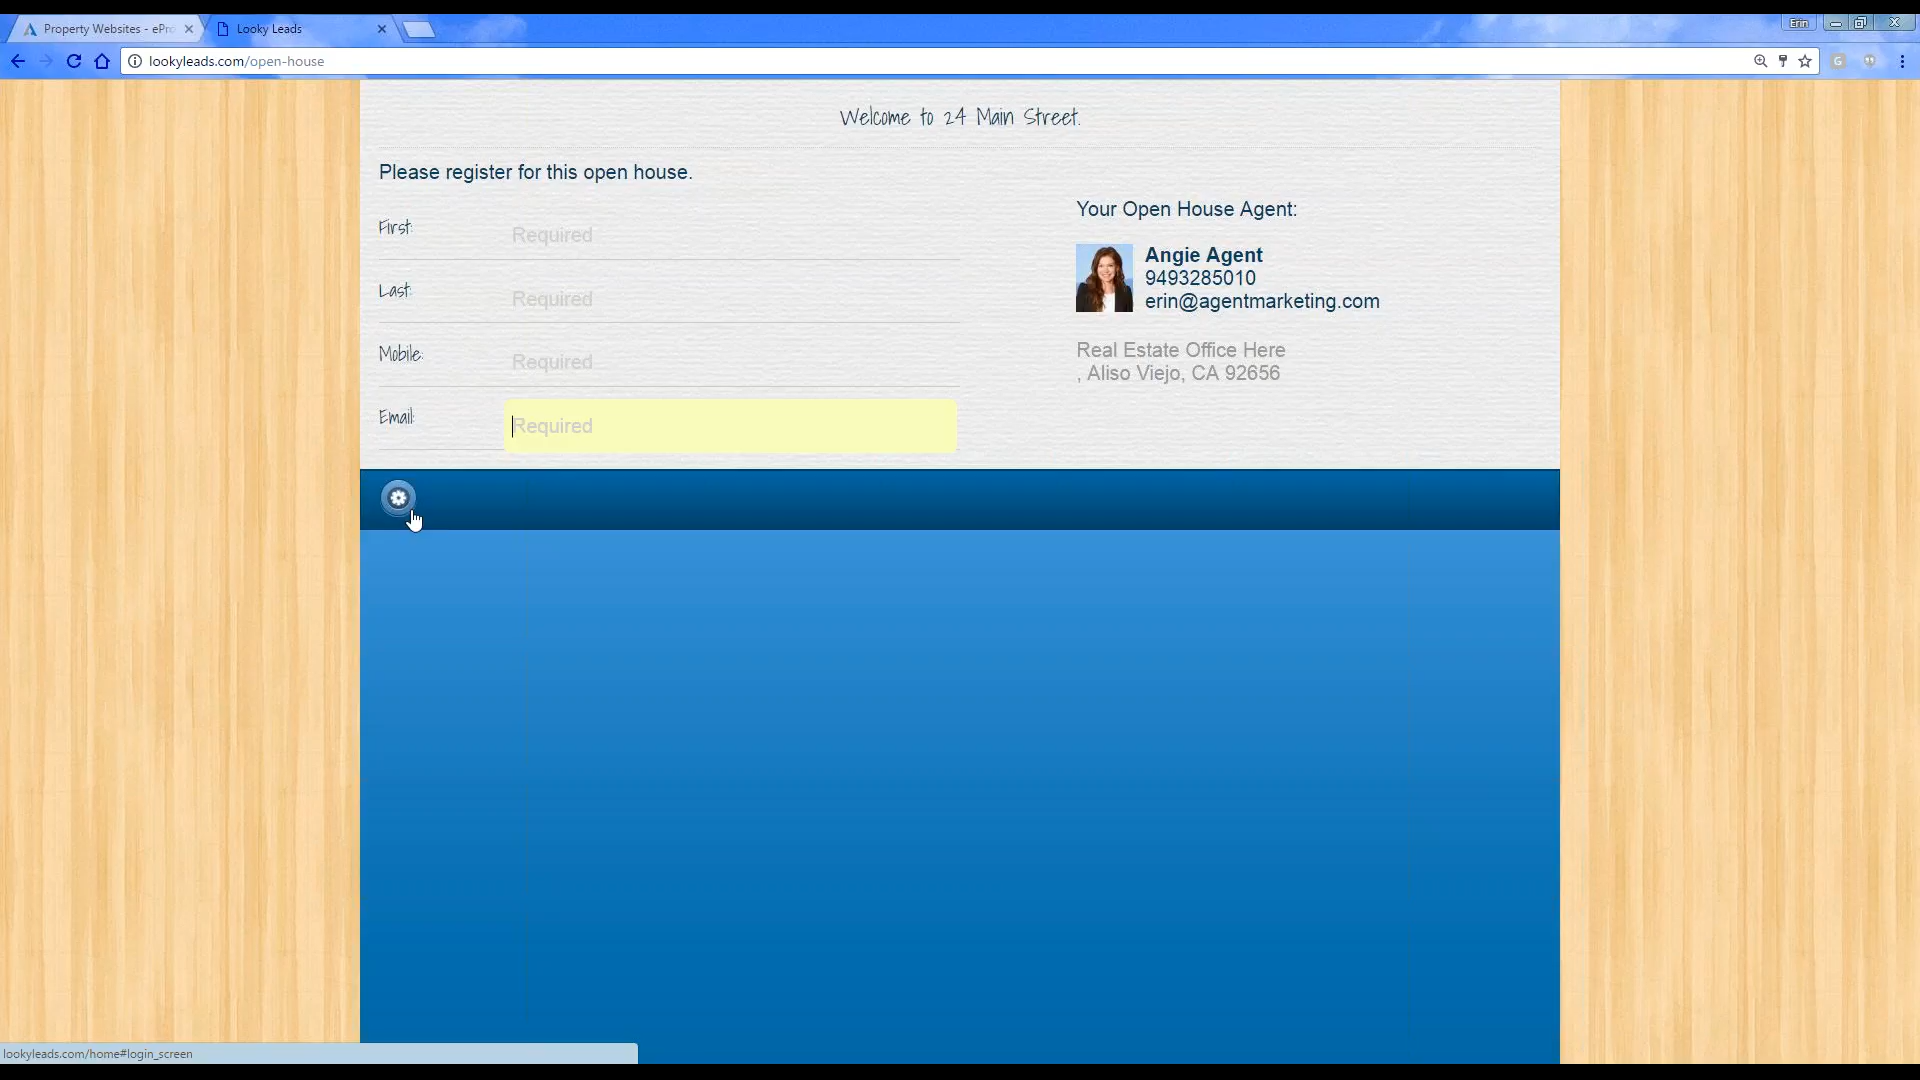 Property Websites - ePro
Looky Leads
Erin
lookyleads.com/open-house
G
Welcome to 24 Main Street.
Please register for this open house.
First:
Required
Last:
Required
Mobile:
Required
Email:
Required
Your Open House Agent:
Angie Agent
9493285010
erin@agentmarketing.com
Real Estate Office Here
, Aliso Viejo, CA 92656
lookyleads.com/home#login_screen